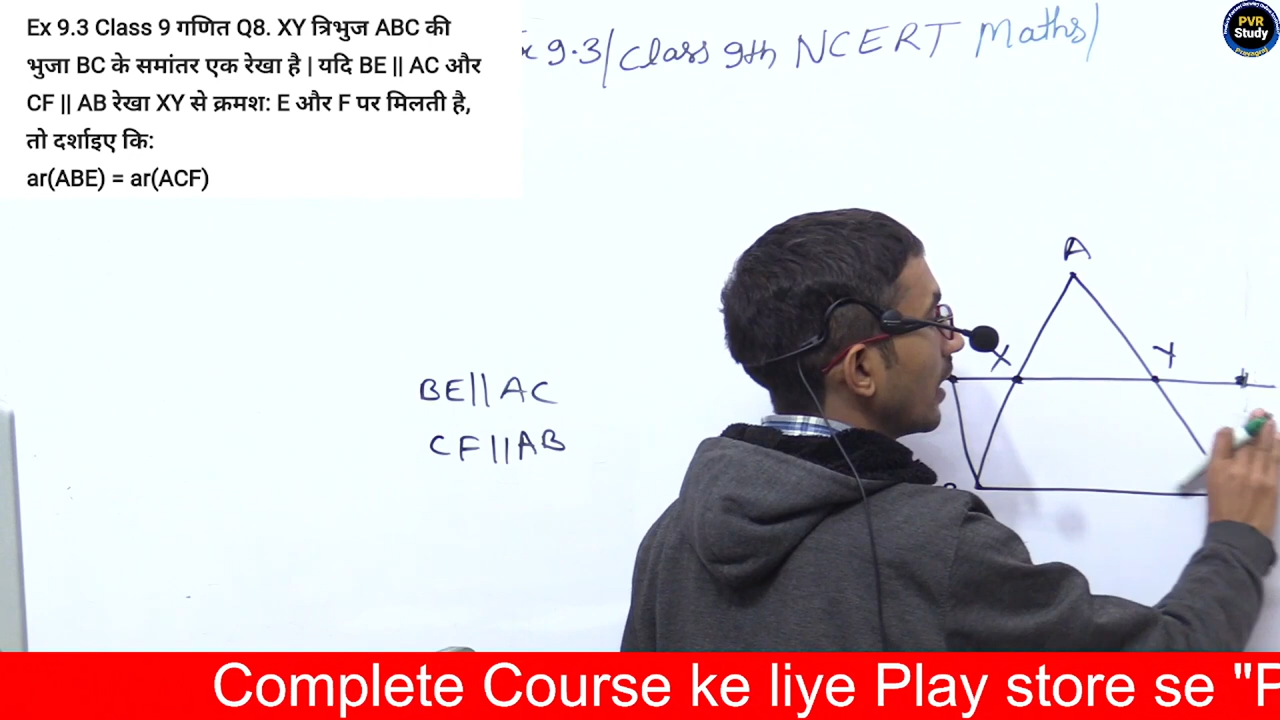 Ex 9.3 Class 9 गणित Q8. XY त्रिभुज ABC की
भुजा BC के समांतर एक रेखा है | यदि BE || AC और
CF || AB रेखा XY से क्रमश: E और F पर मिलती है,
तो दर्शाइए कि:
ar(ABE) = ar(ACF)
9.3/Class 9th NCERT Maths/
PVR
Study
A
X
Y
BE||AC
CF||AB
Complete Course ke liye Play store se "P